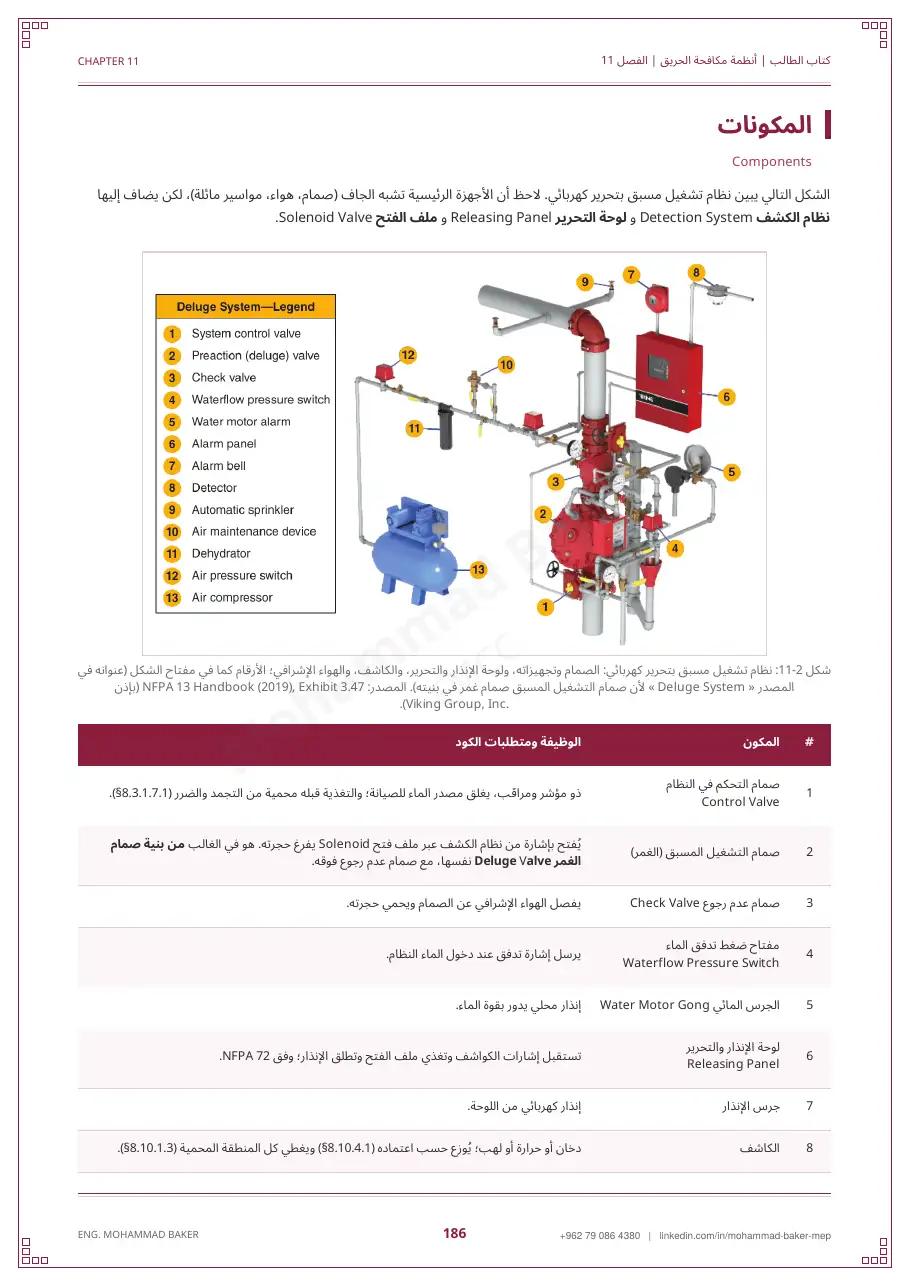 CHAPTER 11
كتاب الطالب | أنظمة مكافحة الحريق | الفصل 11
المكونات
Components
الشكل التالي يبين نظام تشغيل مسبق بتحرير كهربائي. لاحظ أن الأجهزة الرئيسية تشبه الجاف (صمام، هواء، مواسير مائلة)، لكن يضاف إليها
نظام الكشف Detection System و لوحة التحرير Releasing Panel و ملف الفتح Solenoid Valve.
Deluge System—Legend
1 System control valve
2 Preaction (deluge) valve
3 Check valve
4 Waterflow pressure switch
5 Water motor alarm
6 Alarm panel
7 Alarm bell
8 Detector
9 Automatic sprinkler
10 Air maintenance device
11 Dehydrator
12 Air pressure switch
13 Air compressor
9
7
8
12
10
6
11
3
5
2
4
13
1
VIKING
شكل 2-11: نظام تشغيل مسبق بتحرير كهربائي: الصمام وتجهيزاته، ولوحة الإنذار والتحرير، والكاشف، والهواء الإشرافي؛ الأرقام كما في مفتاح الشكل (عنوانه في
المصدر « Deluge System » لأن صمام التشغيل المسبق صمام غمر في بنيته). المصدر: NFPA 13 Handbook (2019), Exhibit 3.47 (بإذن
Viking Group, Inc.).
# المكون الوظيفة ومتطلبات الكود
1 صمام التحكم في النظام
Control Valve
ذو مؤشر ومراقب، يغلق مصدر الماء للصيانة؛ والتغذية قبله محمية من التجمد والضرر (§8.3.1.7.1).
2 صمام التشغيل المسبق (الغمر)
يُفتح بإشارة من نظام الكشف عبر ملف فتح Solenoid يفرغ حجرته. هو في الغالب من بنية صمام
الغمر Deluge Valve نفسها، مع صمام عدم رجوع فوقه.
3 صمام عدم رجوع Check Valve يفصل الهواء الإشرافي عن الصمام ويحمي حجرته.
4 مفتاح ضغط تدفق الماء
Waterflow Pressure Switch
يرسل إشارة تدفق عند دخول الماء النظام.
5 الجرس المائي Water Motor Gong إنذار محلي يدور بقوة الماء.
6 لوحة الإنذار والتحرير
Releasing Panel
تستقبل إشارات الكواشف وتغذي ملف الفتح وتطلق الإنذار؛ وفق NFPA 72.
7 جرس الإنذار إنذار كهربائي من اللوحة.
8 الكاشف دخان أو حرارة أو لهب؛ يُوزع حسب اعتماده (§8.10.4.1) ويغطي كل المنطقة المحمية (§8.10.1.3).
ENG. MOHAMMAD BAKER
186
+962 79 086 4380 | linkedin.com/in/mohammad-baker-mep